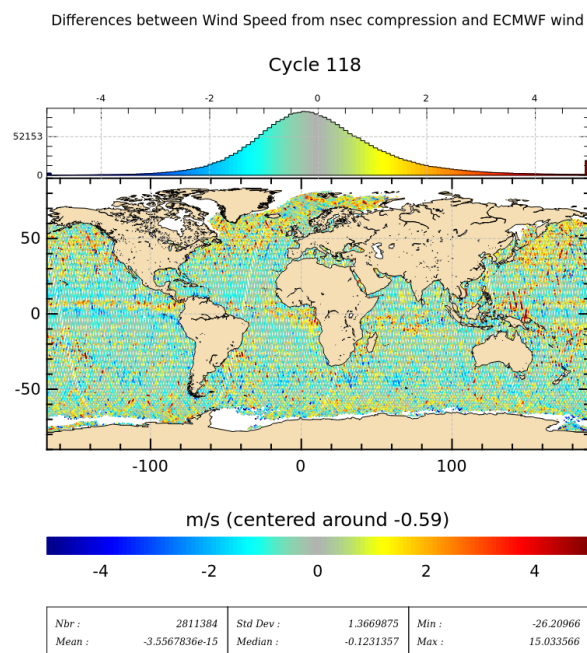 Differences between Wind Speed from nsec compression and ECMWF wind
Cycle 118
-4 -2 0 2 4
52153
0
50
0
-50
-100 0 100
m/s (centered around -0.59)
-4 -2 0 2 4
Nbr : 2811384 Std Dev : 1.3669875 Min : -26.20966
Mean : -3.5567836e-15 Median : -0.1231357 Max : 15.033566